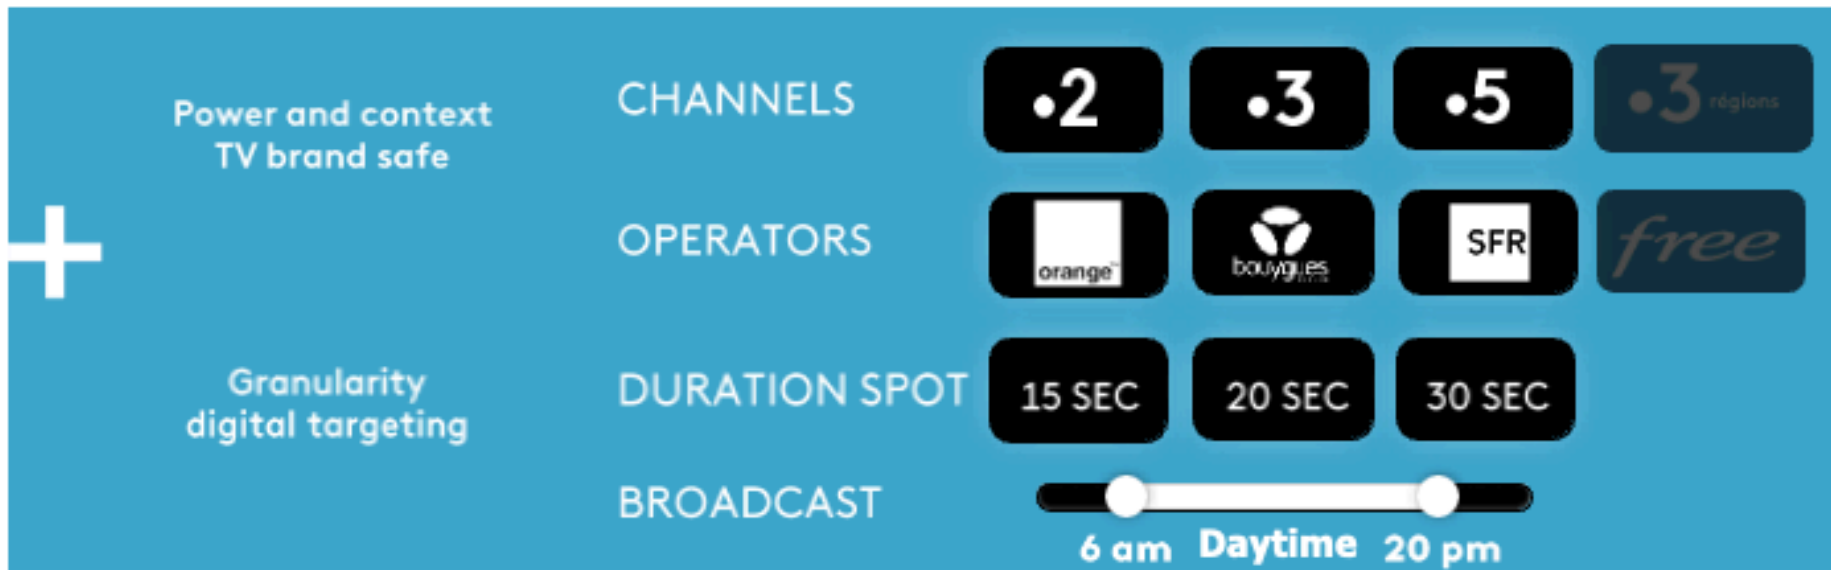 Power and context
TV brand safe
Granularity
digital targeting
CHANNELS
•2
•3
•5
•3 régions
OPERATORS
orange™
bouygues
SFR
free
DURATION SPOT
15 SEC
20 SEC
30 SEC
BROADCAST
6 am Daytime 20 pm